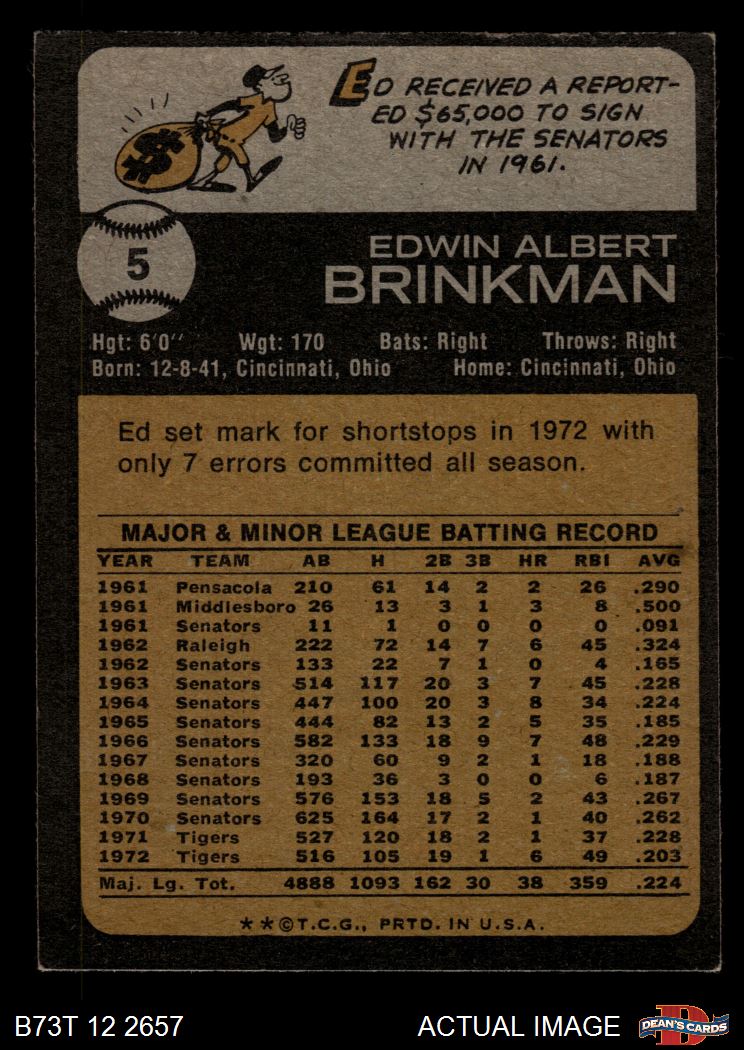 ED RECEIVED A REPORT-
ED $65,000 TO SIGN
WITH THE SENATORS
IN 1961.
5
EDWIN ALBERT
BRINKMAN
Hgt: 6'0" Wgt: 170 Bats: Right Throws: Right
Born: 12-8-41, Cincinnati, Ohio Home: Cincinnati, Ohio
Ed set mark for shortstops in 1972 with
only 7 errors committed all season.
MAJOR & MINOR LEAGUE BATTING RECORD
YEAR TEAM AB H 2B 3B HR RBI AVG
1961 Pensacola 210 61 14 2 2 26 .290
1961 Middlesboro 26 13 3 1 3 8 .500
1961 Senators 11 1 0 0 0 0 .091
1962 Raleigh 222 72 14 7 6 45 .324
1962 Senators 133 22 7 1 0 4 .165
1963 Senators 514 117 20 3 7 45 .228
1964 Senators 447 100 20 3 8 34 .224
1965 Senators 444 82 13 2 5 35 .185
1966 Senators 582 133 18 9 7 48 .229
1967 Senators 320 60 9 2 1 18 .188
1968 Senators 193 36 3 0 0 6 .187
1969 Senators 576 153 18 5 2 43 .267
1970 Senators 625 164 17 2 1 40 .262
1971 Tigers 527 120 18 2 1 37 .228
1972 Tigers 516 105 19 1 6 49 .203
Maj. Lg. Tot. 4888 1093 162 30 38 359 .224
**©T.C.G., PRTD. IN U.S.A.
B73T 12 2657 ACTUAL IMAGE DEAN'S CARDS